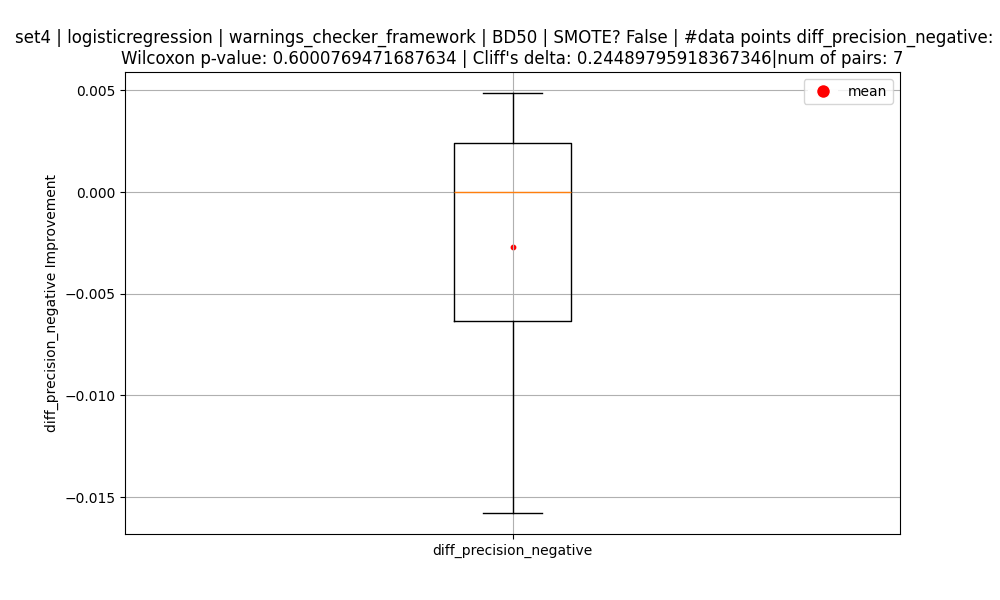 set4 | logisticregression | warnings_checker_framework | BD50 | SMOTE? False | #data points diff_precision_negative:
Wilcoxon p-value: 0.6000769471687634 | Cliff's delta: 0.24489795918367346|num of pairs: 7
mean
0.005
0.000
−0.005
−0.010
−0.015
diff_precision_negative Improvement
diff_precision_negative